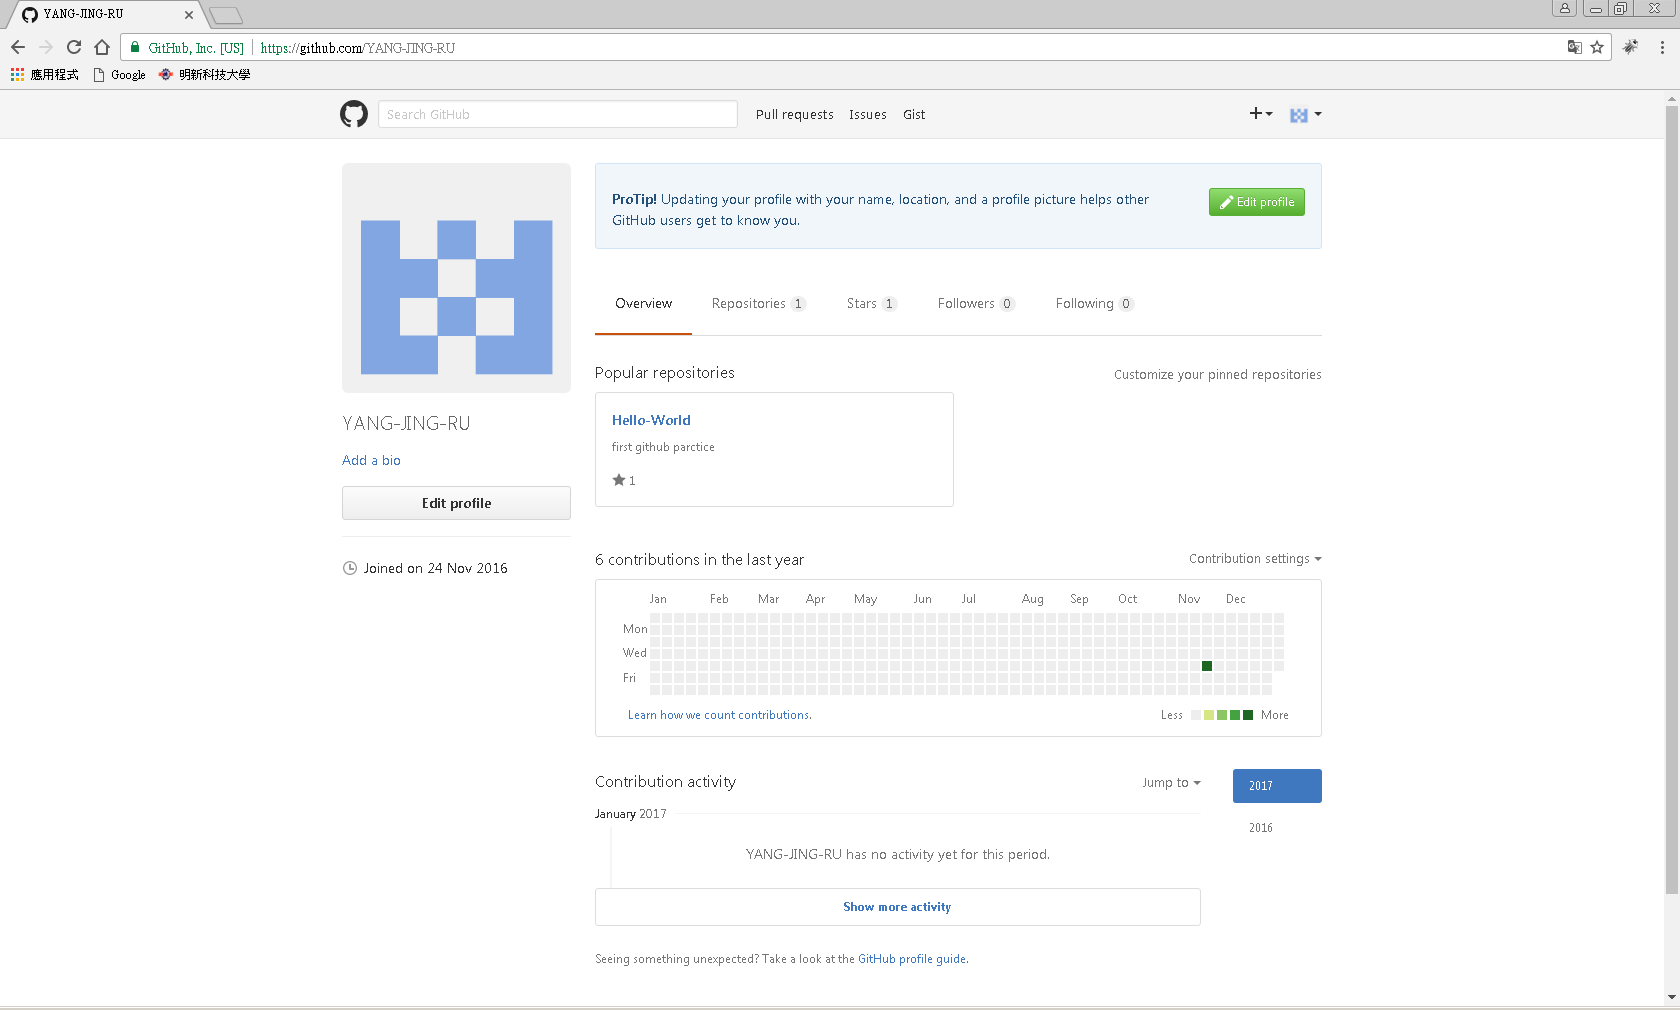 YANG-JING-RU
GitHub, Inc. [US] https://github.com/YANG-JING-RU
應用程式 Google 明新科技大學
Search GitHub Pull requests Issues Gist
ProTip! Updating your profile with your name, location, and a profile picture helps other
GitHub users get to know you.
Edit profile
Overview Repositories 1 Stars 1 Followers 0 Following 0
Popular repositories Customize your pinned repositories
Hello-World
first github parctice
1
YANG-JING-RU
Add a bio
Edit profile
Joined on 24 Nov 2016
6 contributions in the last year Contribution settings
Jan Feb Mar Apr May Jun Jul Aug Sep Oct Nov Dec
Mon
Wed
Fri
Learn how we count contributions. Less More
Contribution activity Jump to 2017
January 2017
2016
YANG-JING-RU has no activity yet for this period.
Show more activity
Seeing something unexpected? Take a look at the GitHub profile guide.